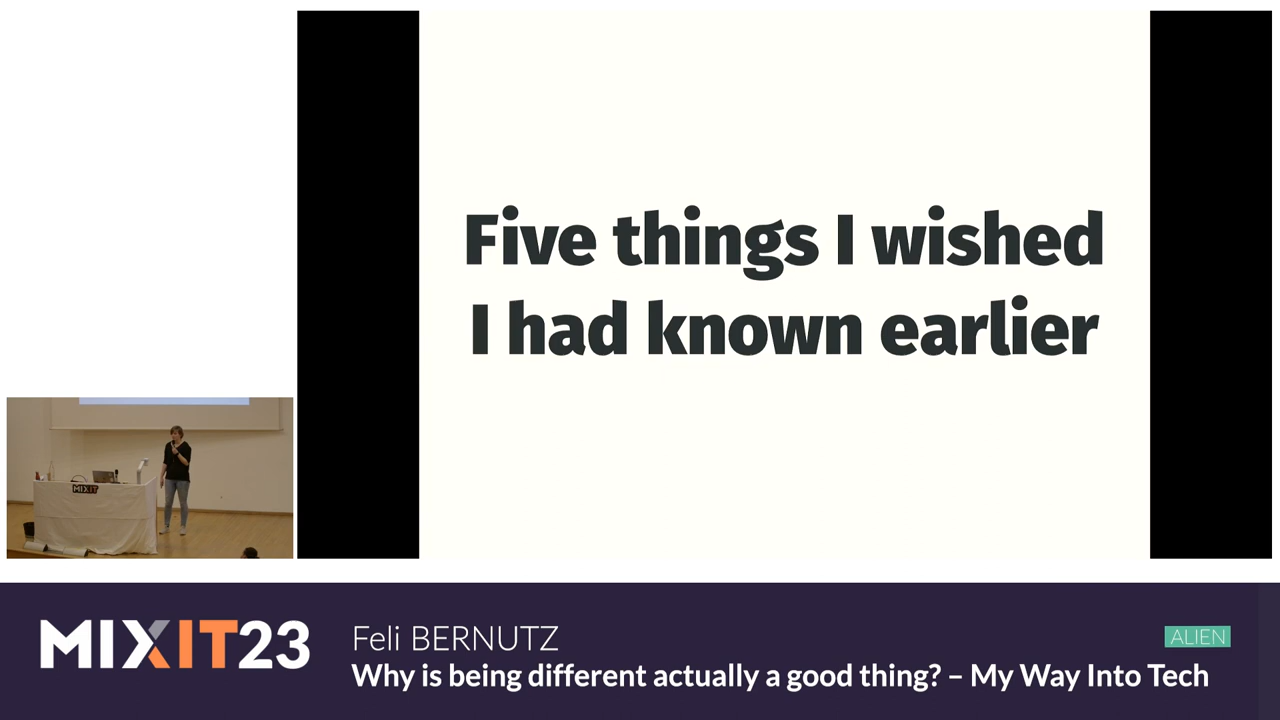 Five things I wished
I had known earlier
MIXIT
MIXIT23
Feli BERNUTZ
ALIEN
Why is being different actually a good thing? – My Way Into Tech